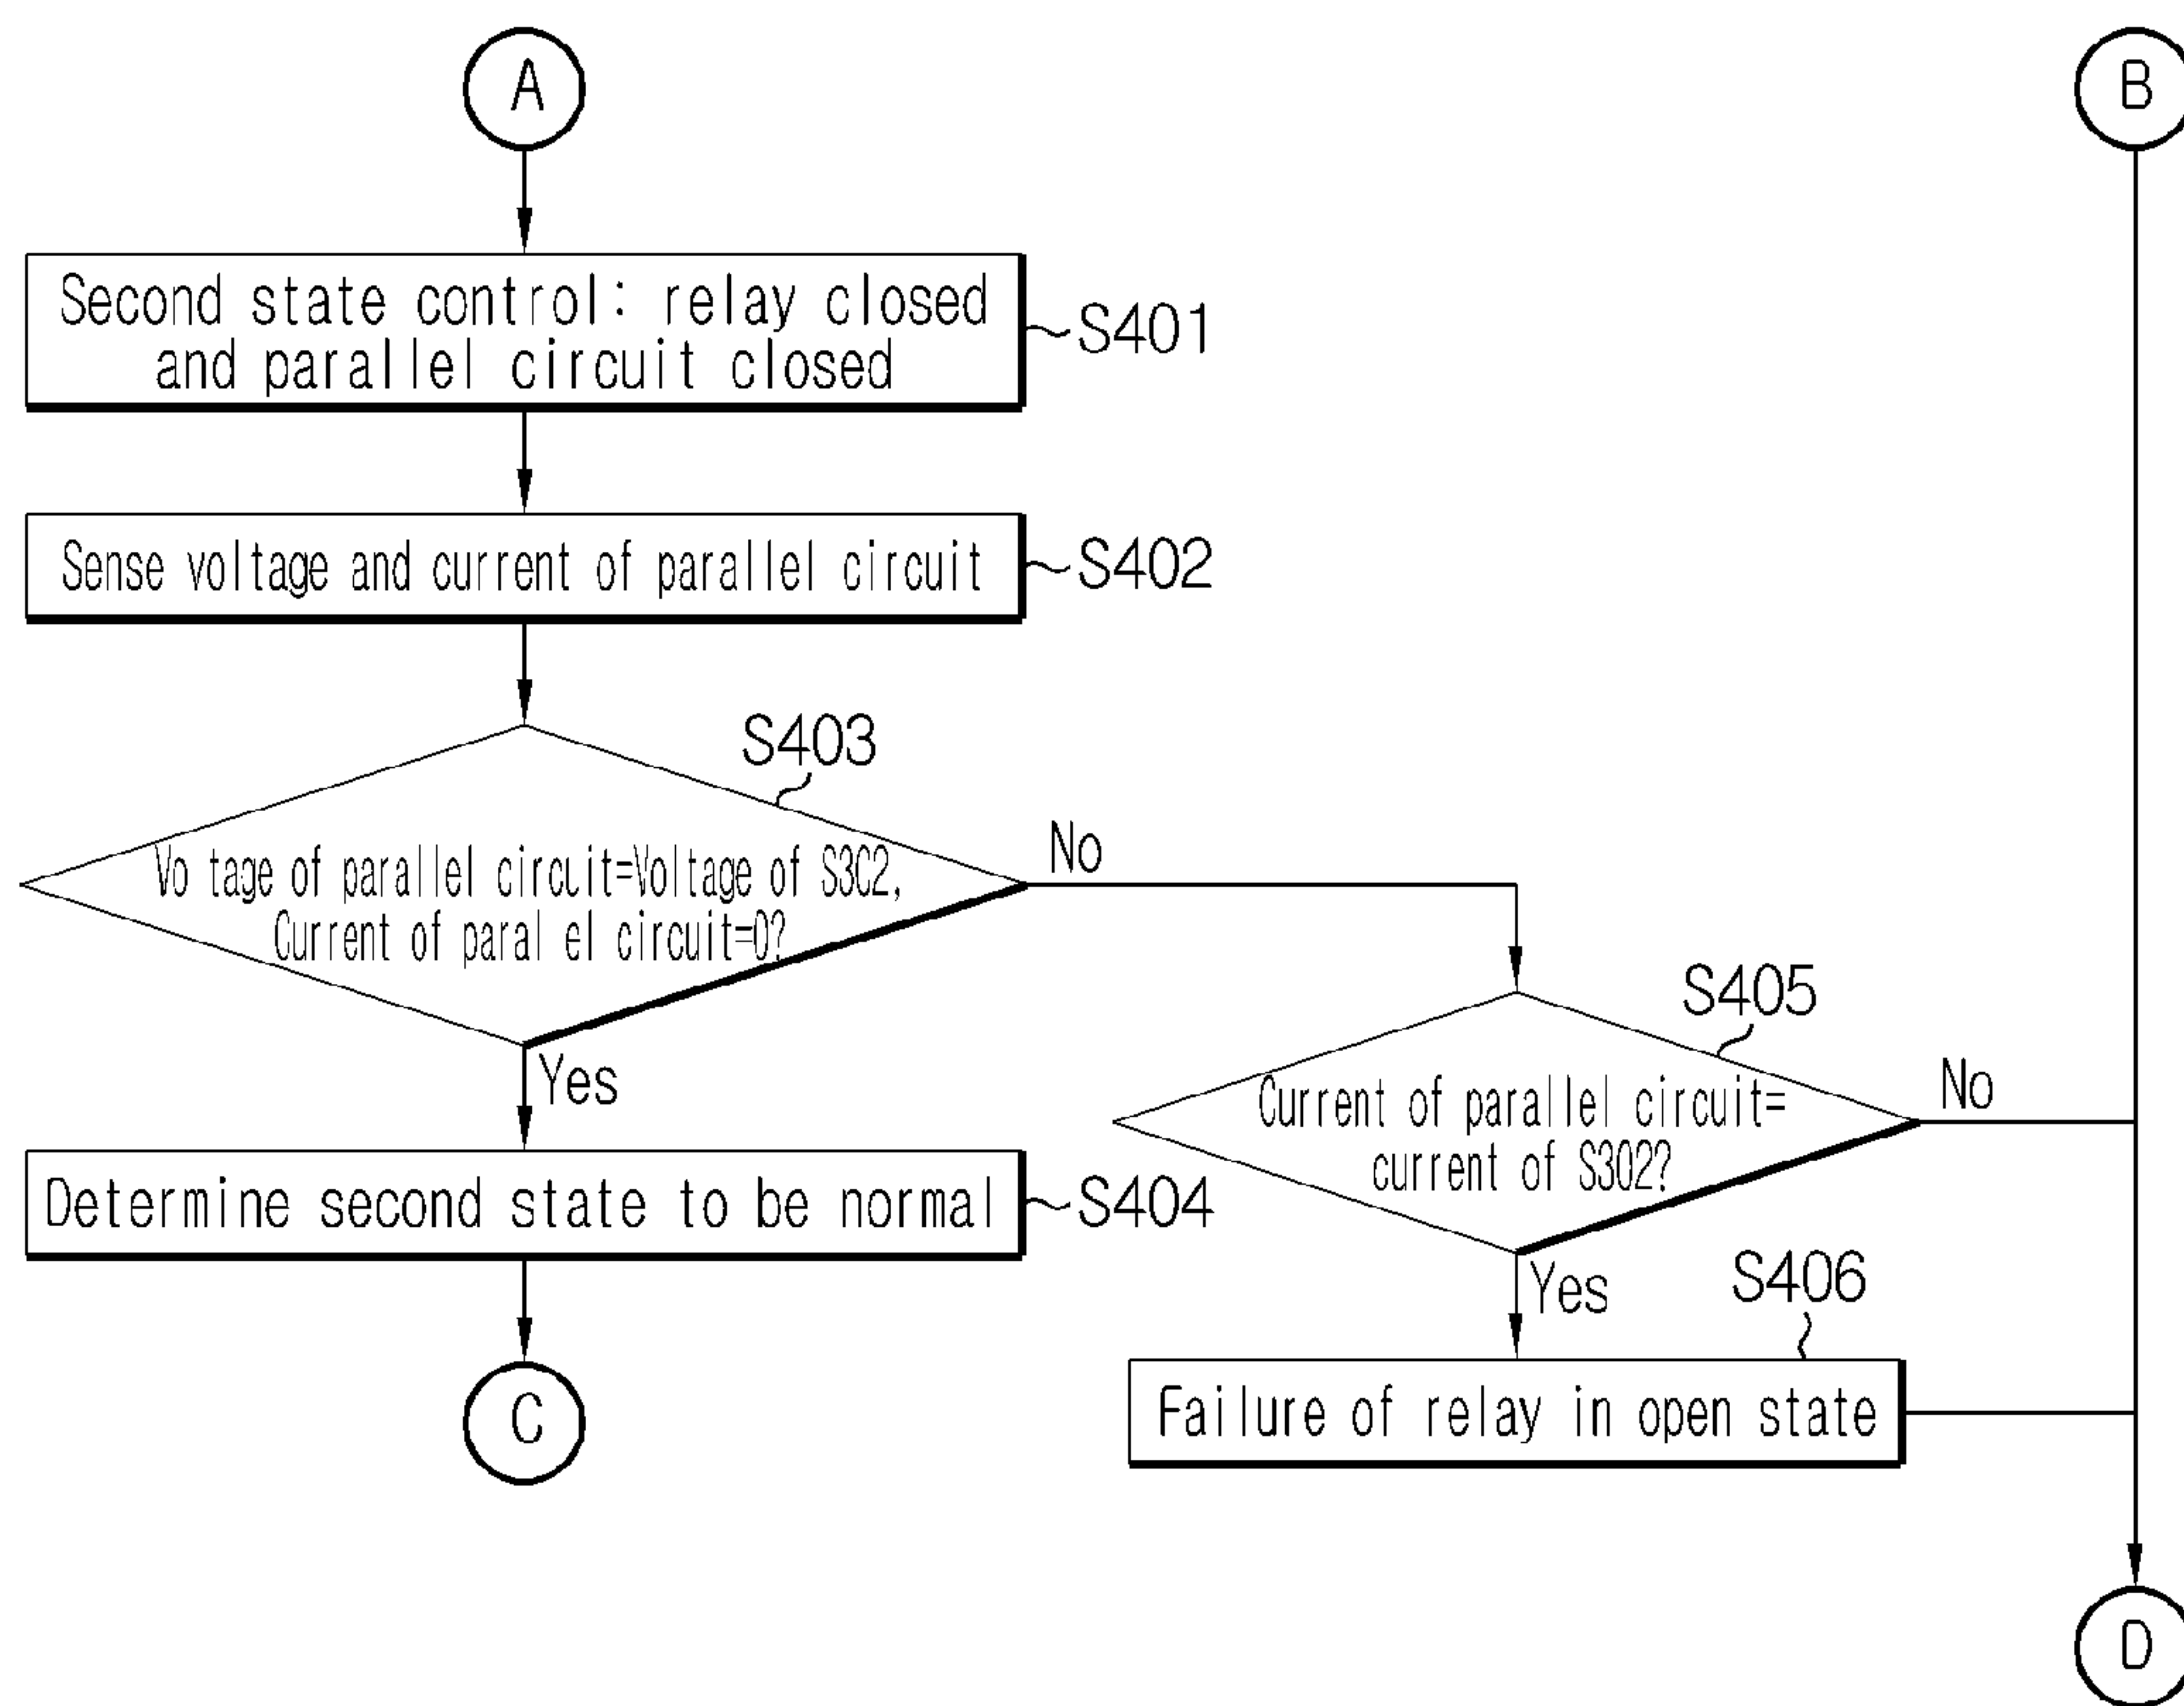 A
B
Second state control: relay closed
and parallel circuit closed
S401
Sense voltage and current of parallel circuit
S402
S403
Vo tage of parallel circuit=Voltage of S302,
Current of paral el circuit=0?
No
Yes
S405
Current of parallel circuit=
current of S302?
No
Yes
Determine second state to be normal
S404
S406
Failure of relay in open state
C
D